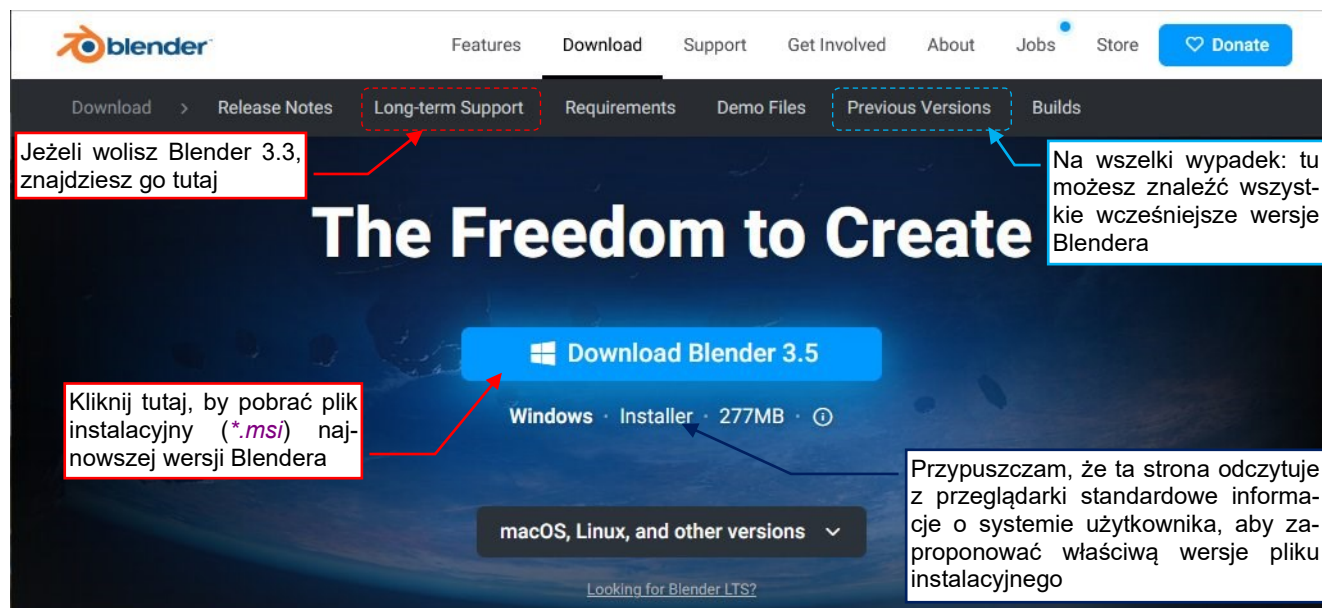 blender
Features Download Support Get Involved About Jobs Store Donate
Download > Release Notes Long-term Support Requirements Demo Files Previous Versions Builds
Jeżeli wolisz Blender 3.3,
znajdziesz go tutaj
Na wszelki wypadek: tu
możesz znaleźć wszyst-
kie wcześniejsze wersje
Blendera
The Freedom to Create
Download Blender 3.5
Windows · Installer · 277MB ·
Kliknij tutaj, by pobrać plik
instalacyjny (*.msi) naj-
nowszej wersji Blendera
Przypuszczam, że ta strona odczytuje
z przeglądarki standardowe informa-
cje o systemie użytkownika, aby za-
proponować właściwą wersje pliku
instalacyjnego
macOS, Linux, and other versions
Looking for Blender LTS?